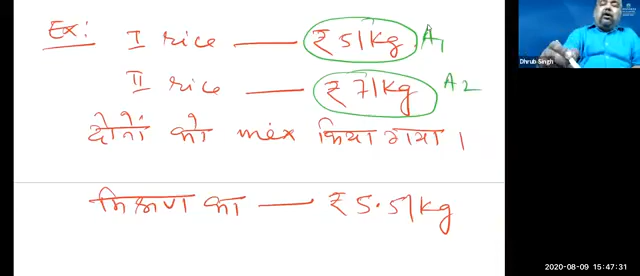 Ex: I rice — ₹5/kg. A1
II rice — ₹7/kg A2
दोनों को mix किया गया।
मिश्रण का — ₹5.5/kg
Dhrub Singh
2020-08-09 15:47:31